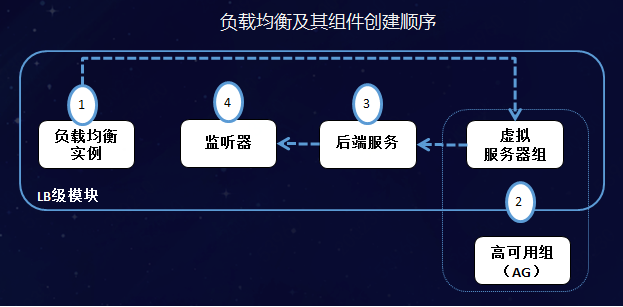 负载均衡及其组件创建顺序
1
4
3
负载均衡
实例
监听器
后端服务
虚拟
服务器组
LB级模块
2
高可用组
（AG）